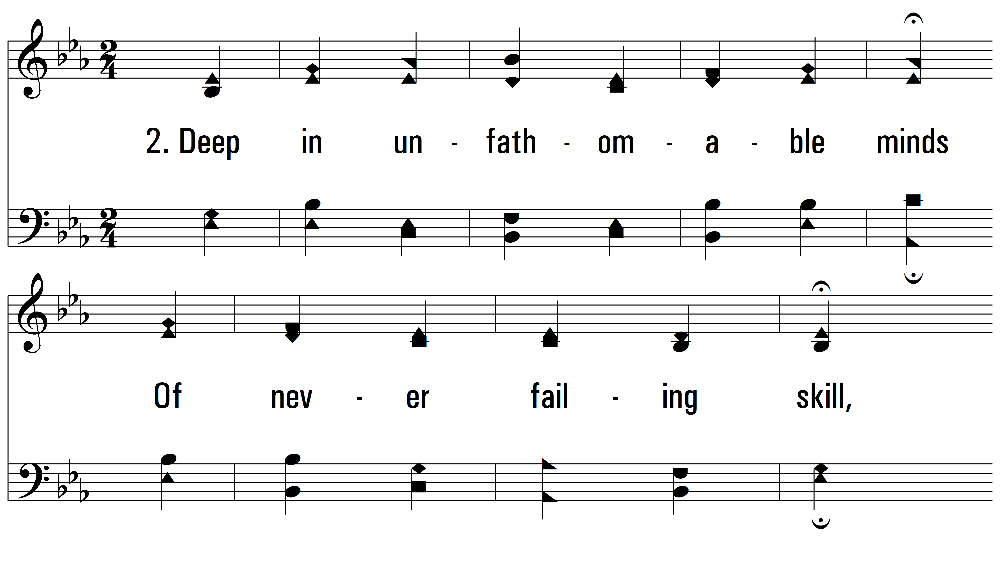 2. Deep in un - fath - om - a - ble minds
Of nev - er fail - ing skill,